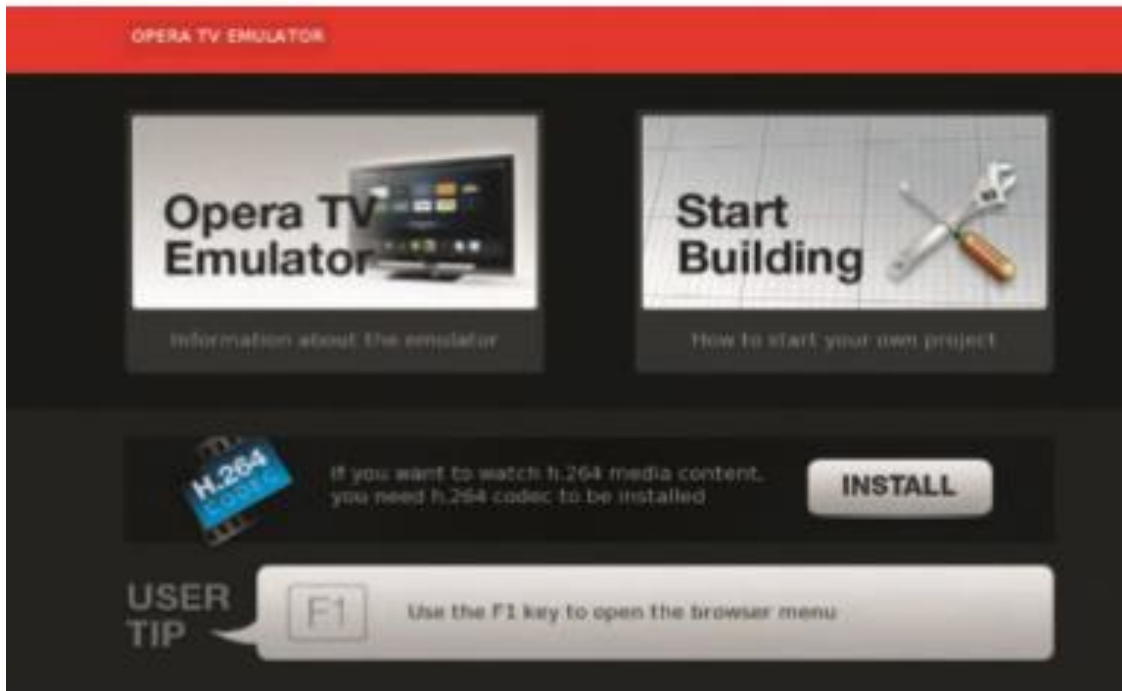 OPERA TV EMULATOR
Opera TV
Emulator
Information about the emulator
Start
Building
How to start your own project
H.264
CODEC
If you want to watch h.264 media content,
you need h.264 codec to be installed
INSTALL
USER
TIP
F1
Use the F1 key to open the browser menu